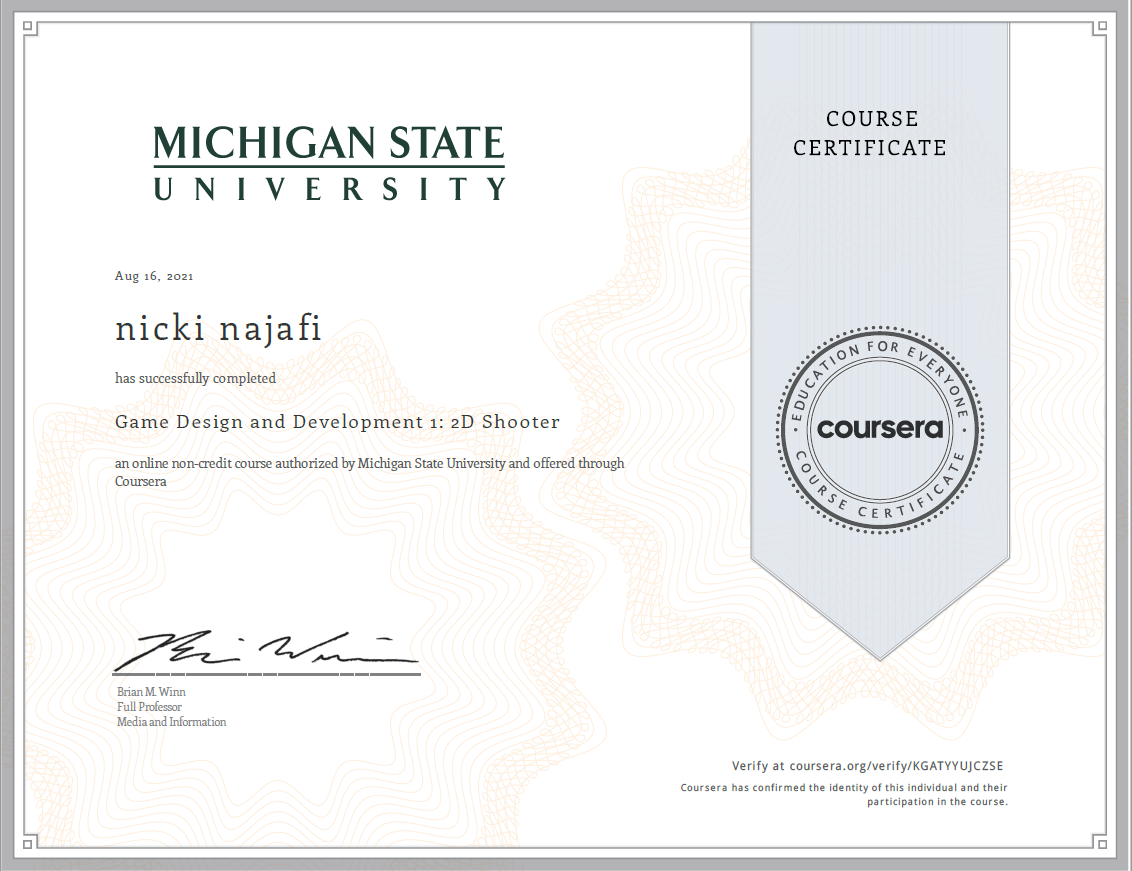 MICHIGAN STATE
UNIVERSITY
COURSE
CERTIFICATE
Aug 16, 2021
nicki najafi
has successfully completed
Game Design and Development 1: 2D Shooter
an online non-credit course authorized by Michigan State University and offered through
Coursera
EDUCATION FOR EVERYONE
coursera
COURSE CERTIFICATE
Brian M. Winn
Full Professor
Media and Information
Verify at coursera.org/verify/KGATYYUJCZSE
Coursera has confirmed the identity of this individual and their
participation in the course.